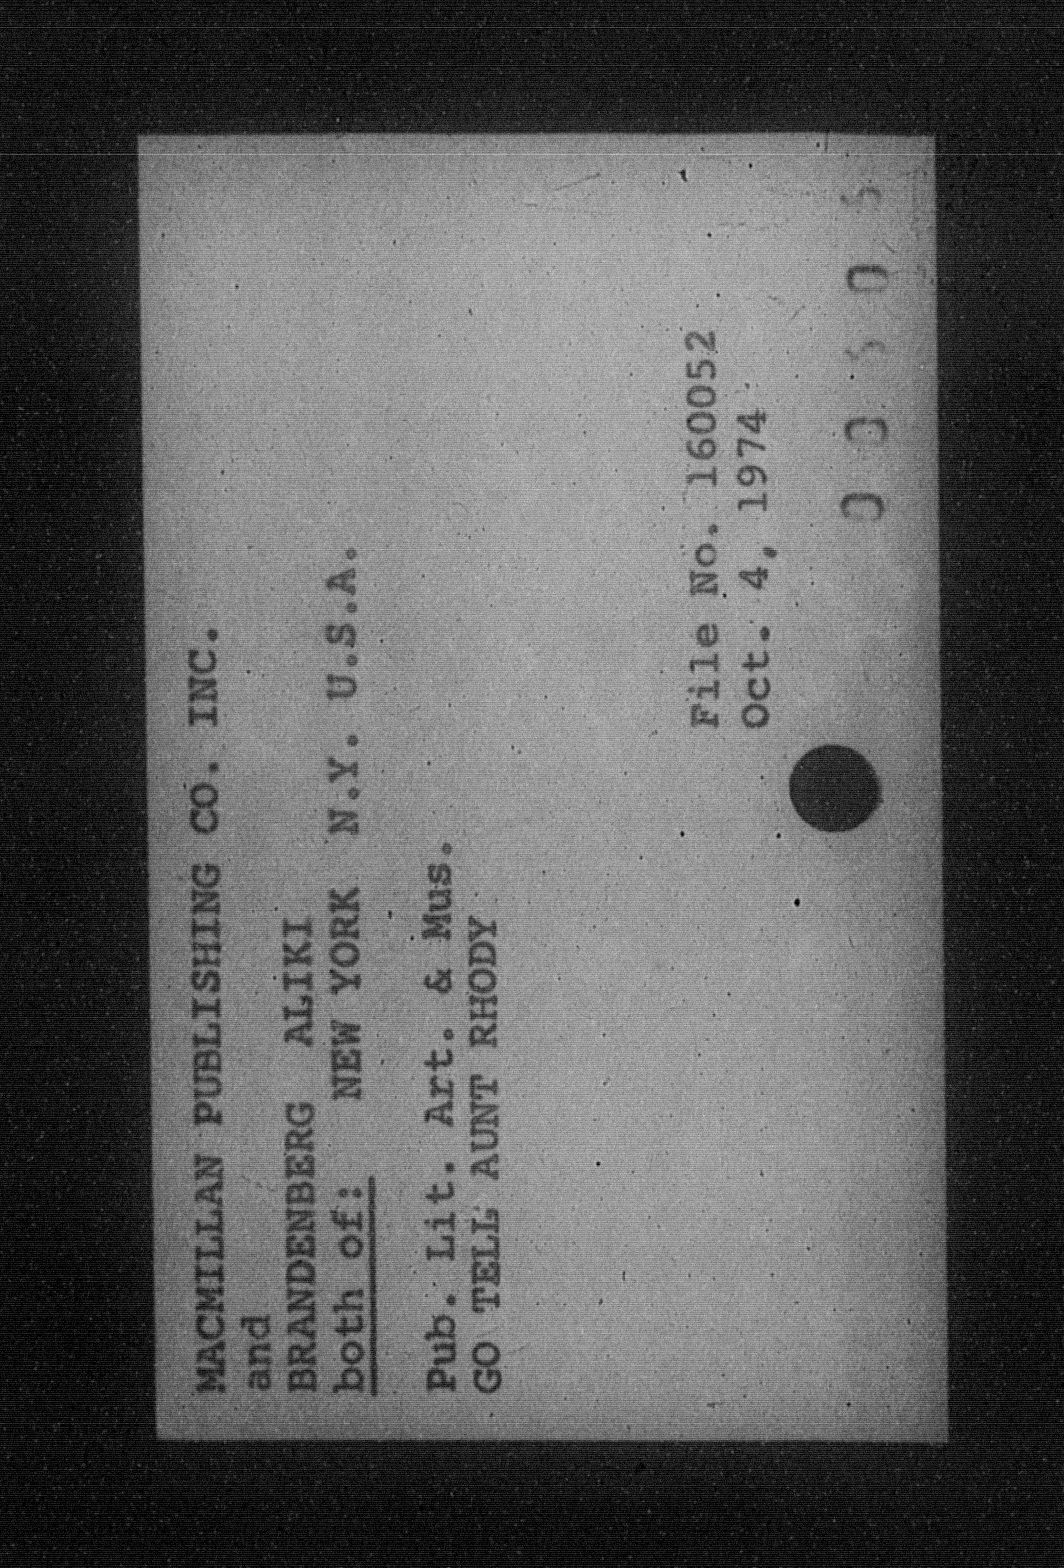 MACMILLAN PUBLISHING CO. INC.
and
BRANDENBERG ALIKI
both of: NEW YORK N.Y. U.S.A.
Pub. Lit. Art. & Mus.
GO TELL AUNT RHODY
File No. 160052
Oct. 4, 1974
00505